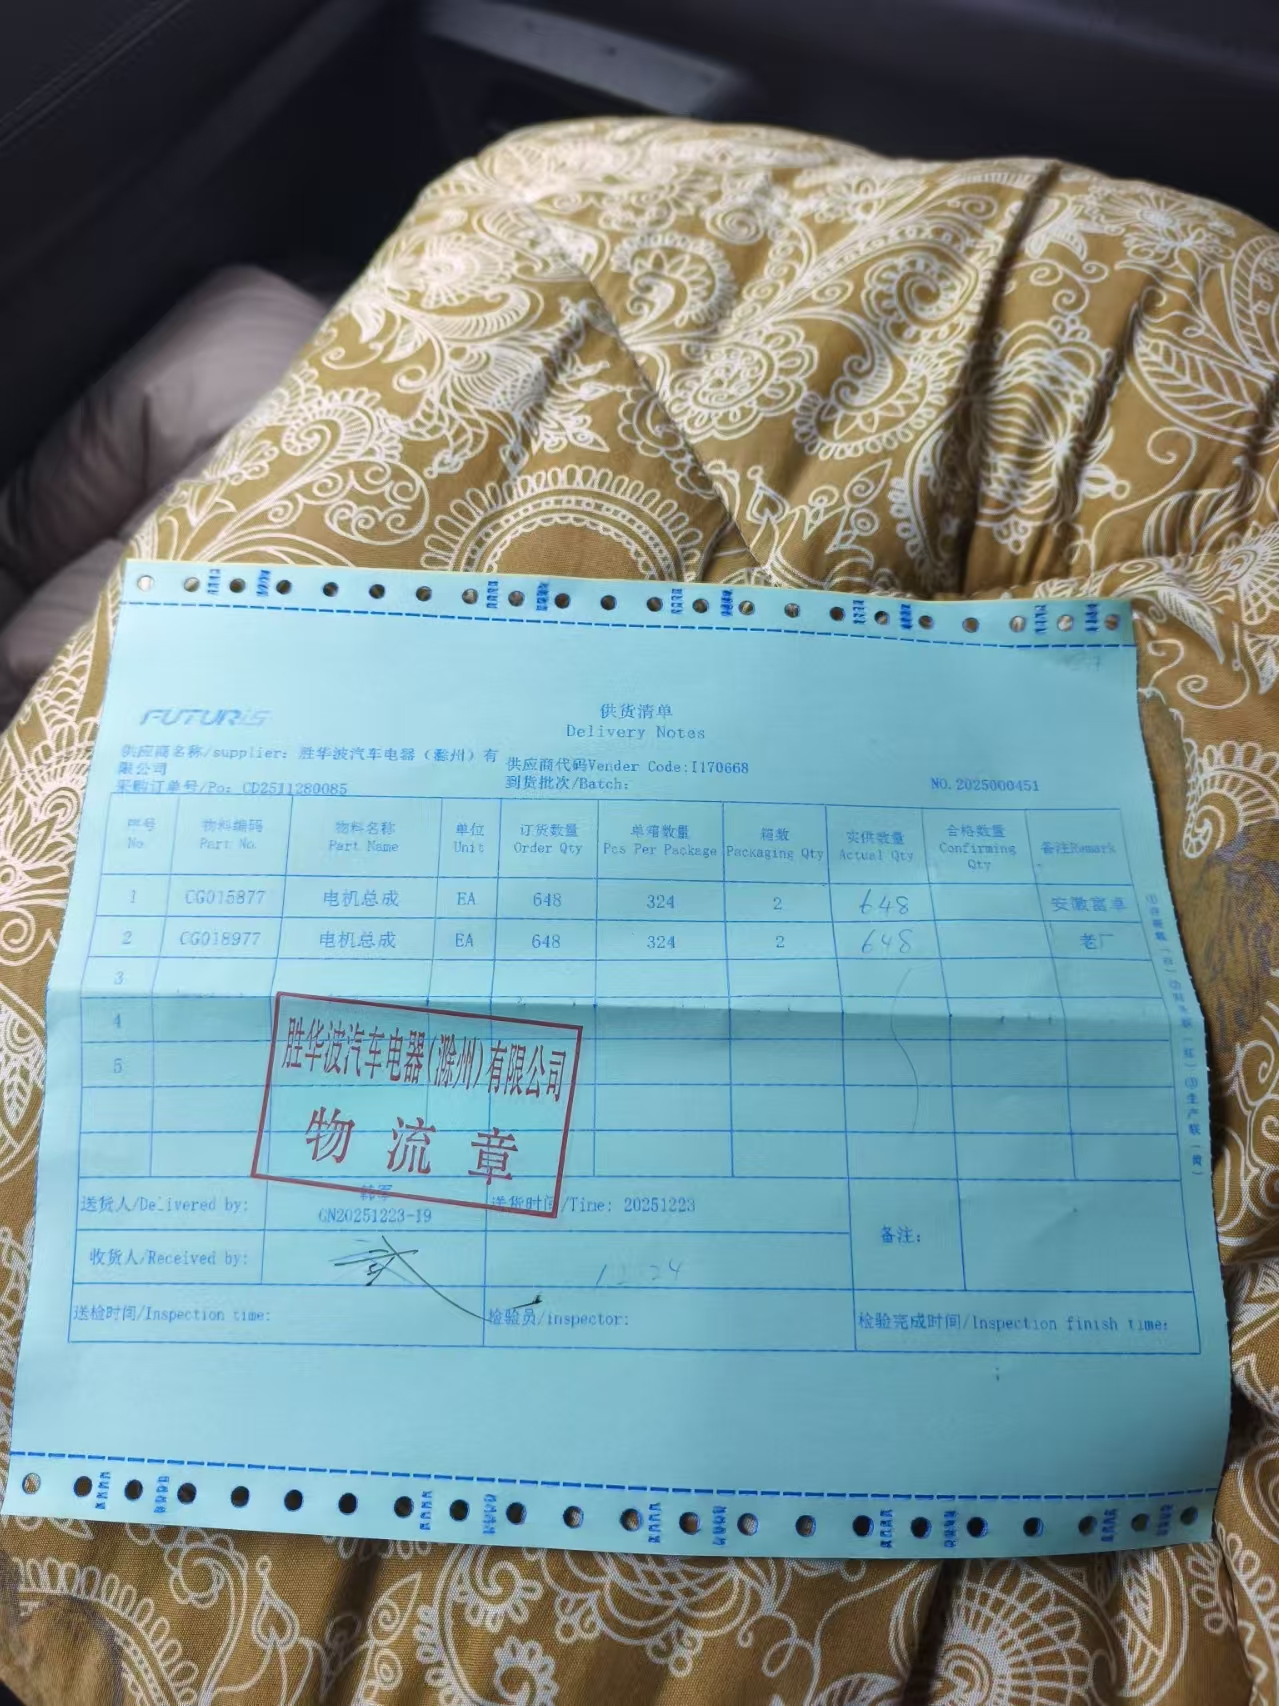 FUTURIS
供货清单
Delivery Notes
供应商名称/supplier: 胜华波汽车电器（滁州）有限公司
供应商代码Vender Code:I170668
采购订单号/Po: CD2511280085
到货批次/Batch:
NO.2025000451
序号 No. 物料编码 Part No. 物料名称 Part Name 单位 Unit 订货数量 Order Qty 单箱数量 Pcs Per Package 箱数 Packaging Qty 实供数量 Actual Qty 合格数量 Confirming Qty 备注Remark
1 CG015877 电机总成 EA 648 324 2 648 安徽富卓
2 CG018977 电机总成 EA 648 324 2 648 老厂
3
4
5
胜华波汽车电器(滁州)有限公司
物流章
送货人/Delivered by: 韩军 GN20251223-19 送货时间/Time: 20251223
备注:
收货人/Received by: 12.24
送检时间/Inspection time: 检验员/inspector: 检验完成时间/Inspection finish time: